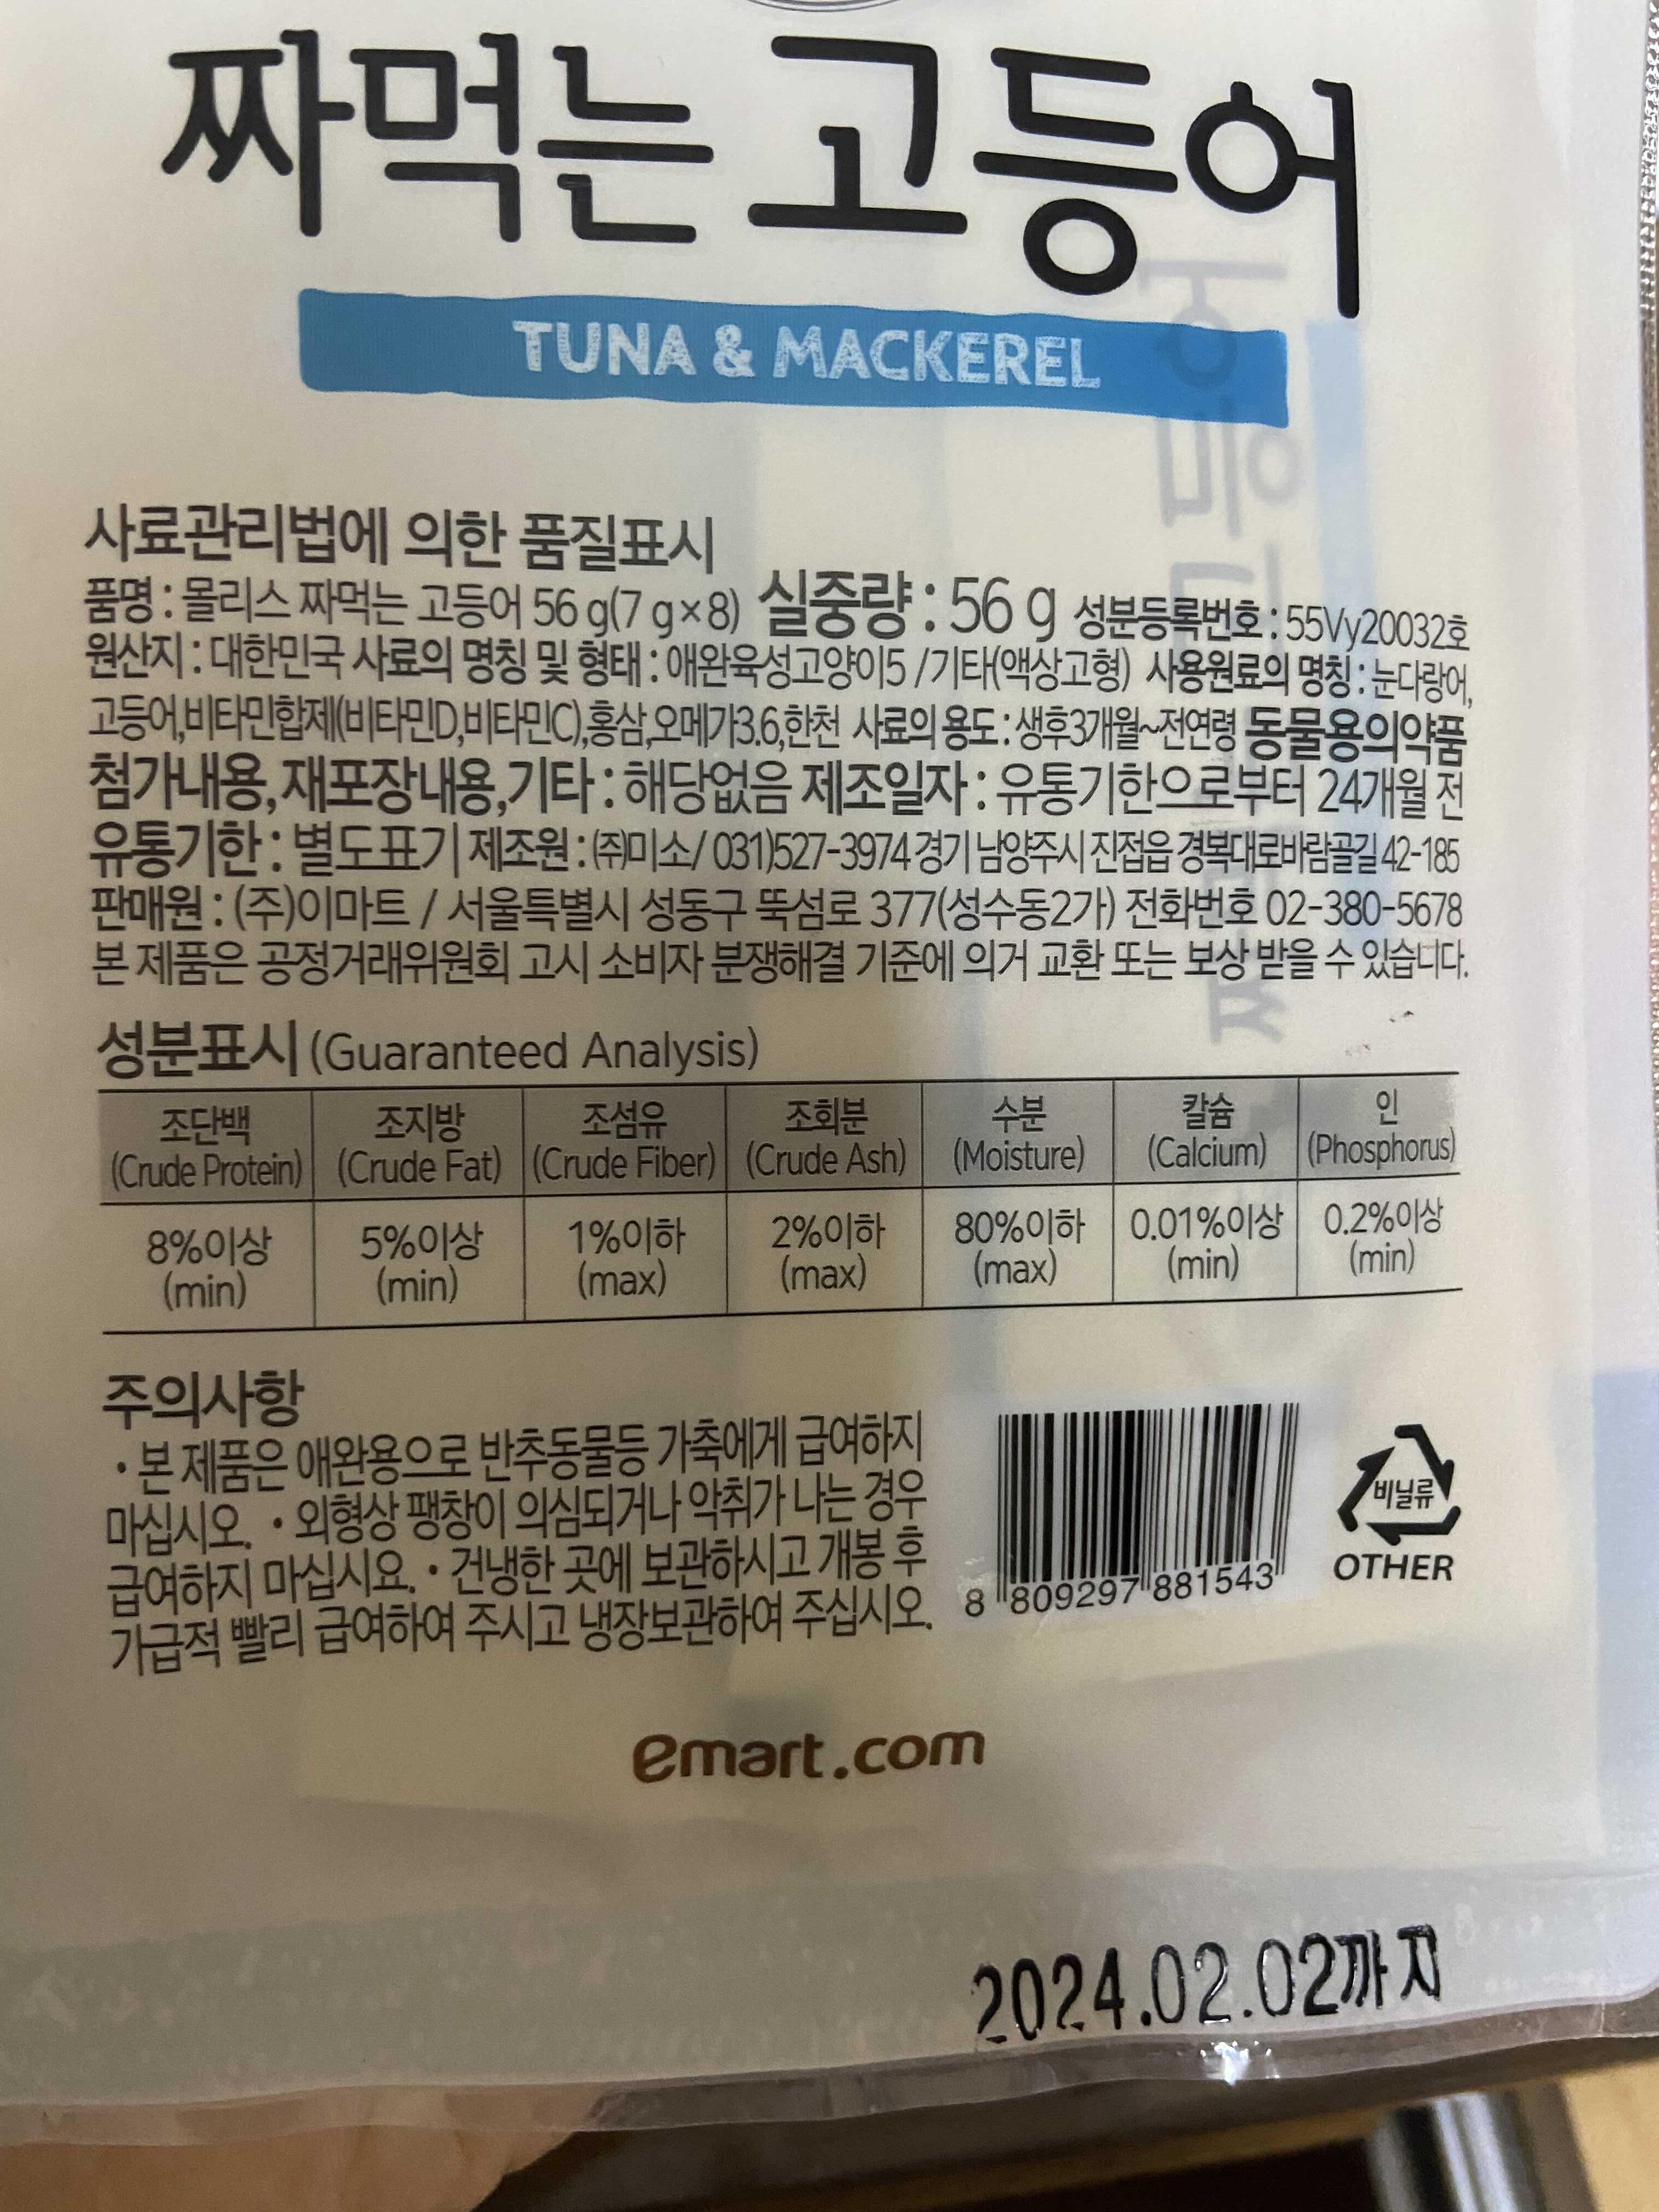 짜먹는 고등어
TUNA & MACKEREL
사료관리법에 의한 품질표시
품명 : 몰리스 짜먹는 고등어 56 g(7 g×8) 실중량 : 56 g 성분등록번호 : 55Vy20032호
원산지 : 대한민국 사료의 명칭 및 형태 : 애완육성고양이5 /기타(액상고형) 사용원료의 명칭 : 눈다랑어,
고등어,비타민합제(비타민D,비타민C),홍삼,오메가3.6,한천 사료의 용도 : 생후3개월~전연령 동물용의약품
첨가내용,재포장내용,기타 : 해당없음 제조일자 : 유통기한으로부터 24개월 전
유통기한 : 별도표기 제조원 : ㈜미소/ 031)527-3974 경기 남양주시 진접읍 경복대로바람골길 42-185
판매원 : (주)이마트 / 서울특별시 성동구 뚝섬로 377(성수동2가) 전화번호 02-380-5678
본 제품은 공정거래위원회 고시 소비자 분쟁해결 기준에 의거 교환 또는 보상 받을 수 있습니다.
성분표시 (Guaranteed Analysis)
조단백 조지방 조섬유 조회분 수분 칼슘 인
(Crude Protein) (Crude Fat) (Crude Fiber) (Crude Ash) (Moisture) (Calcium) (Phosphorus)
8%이상 5%이상 1%이하 2%이하 80%이하 0.01%이상 0.2%이상
(min) (min) (max) (max) (max) (min) (min)
주의사항
• 본 제품은 애완용으로 반추동물등 가축에게 급여하지
마십시오. • 외형상 팽창이 의심되거나 악취가 나는 경우
급여하지 마십시요. • 건냉한 곳에 보관하시고 개봉 후
가급적 빨리 급여하여 주시고 냉장보관하여 주십시오.
8 809297 881543
비닐류
OTHER
emart.com
2024.02.02까지